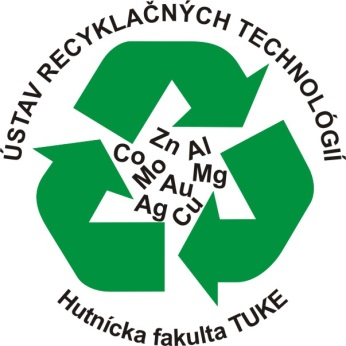 ÚSTAV RECYKLAČNÝCH TECHNOLÓGIÍ
Zn Al
Co Mo Au Mg
Ag Cu
Hutnícka fakulta TUKE